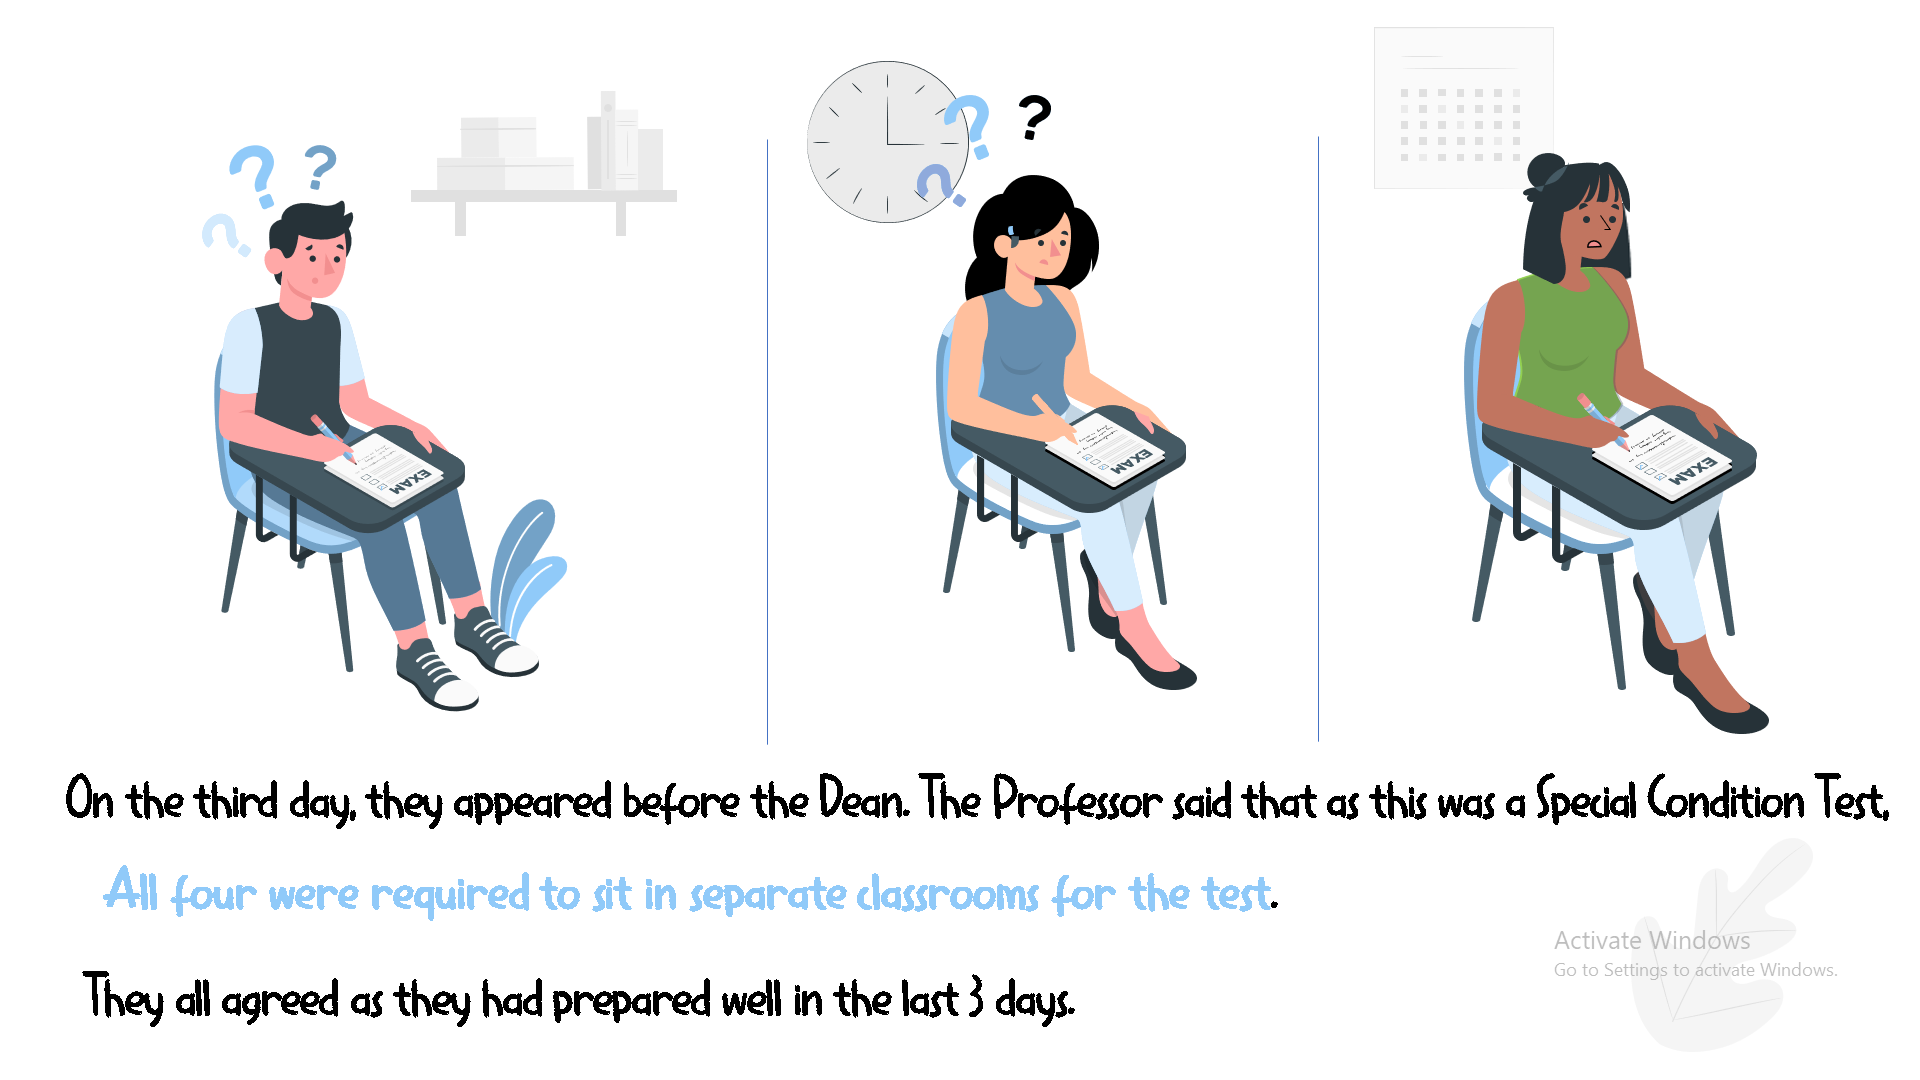 ? ? ?
? ? ?
EXAM
EXAM
EXAM
On the third day, they appeared before the Dean. The Professor said that as this was a Special Condition Test,
All four were required to sit in separate classrooms for the test.
They all agreed as they had prepared well in the last 3 days.
Activate Windows
Go to Settings to activate Windows.